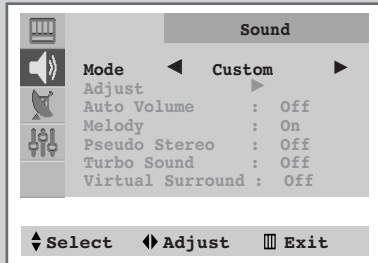 Sound
Mode ◀ Custom ▶
Adjust ▶
Auto Volume : Off
Melody : On
Pseudo Stereo : Off
Turbo Sound : Off
Virtual Surround : Off
Select Adjust Exit